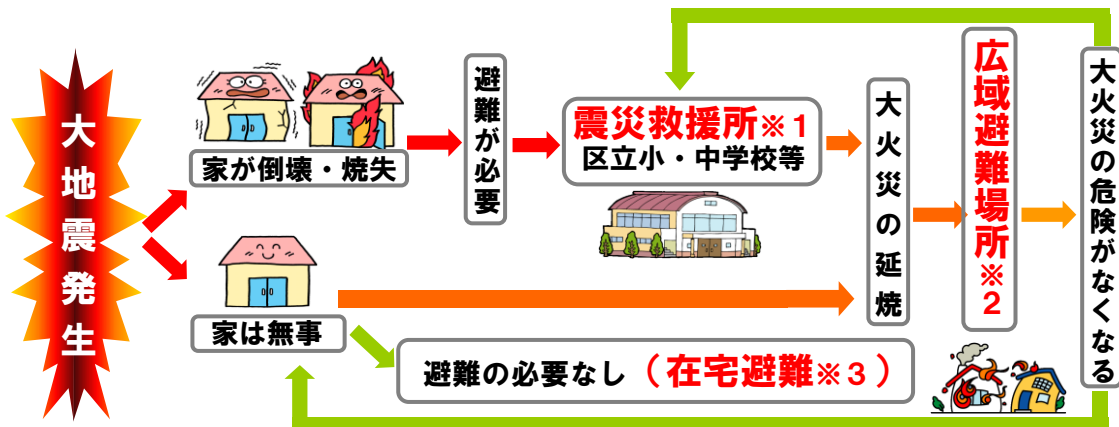 大地震発生
家が倒壊・焼失
避難が必要
震災救援所※1
区立小・中学校等
大火災の延焼
広域避難場所※2
大火災の危険がなくなる
家は無事
避難の必要なし（在宅避難※3）